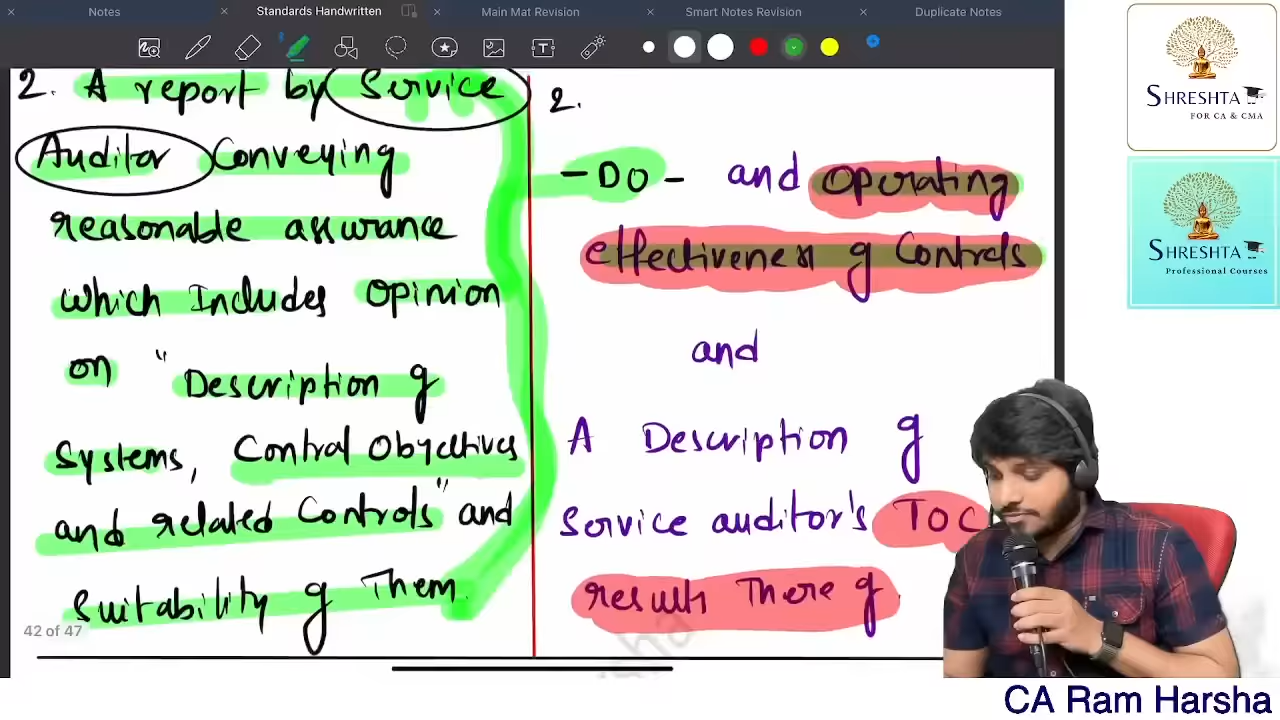 Notes
Standards Handwritten
Main Mat Revision
Smart Notes Revision
Duplicate Notes
2. A report by Service
Auditor Conveying
reasonable assurance
which Includes Opinion
on "Description of
Systems, Control Objectives
and related Controls" and
Suitability of Them.
42 of 47
2.
-DO- and Operating
effectiveness of Controls
and
A Description of
Service auditor's TOC
results There of.
SHRESHTA
FOR CA & CMA
SHRESHTA
Professional Courses
CA Ram Harsha